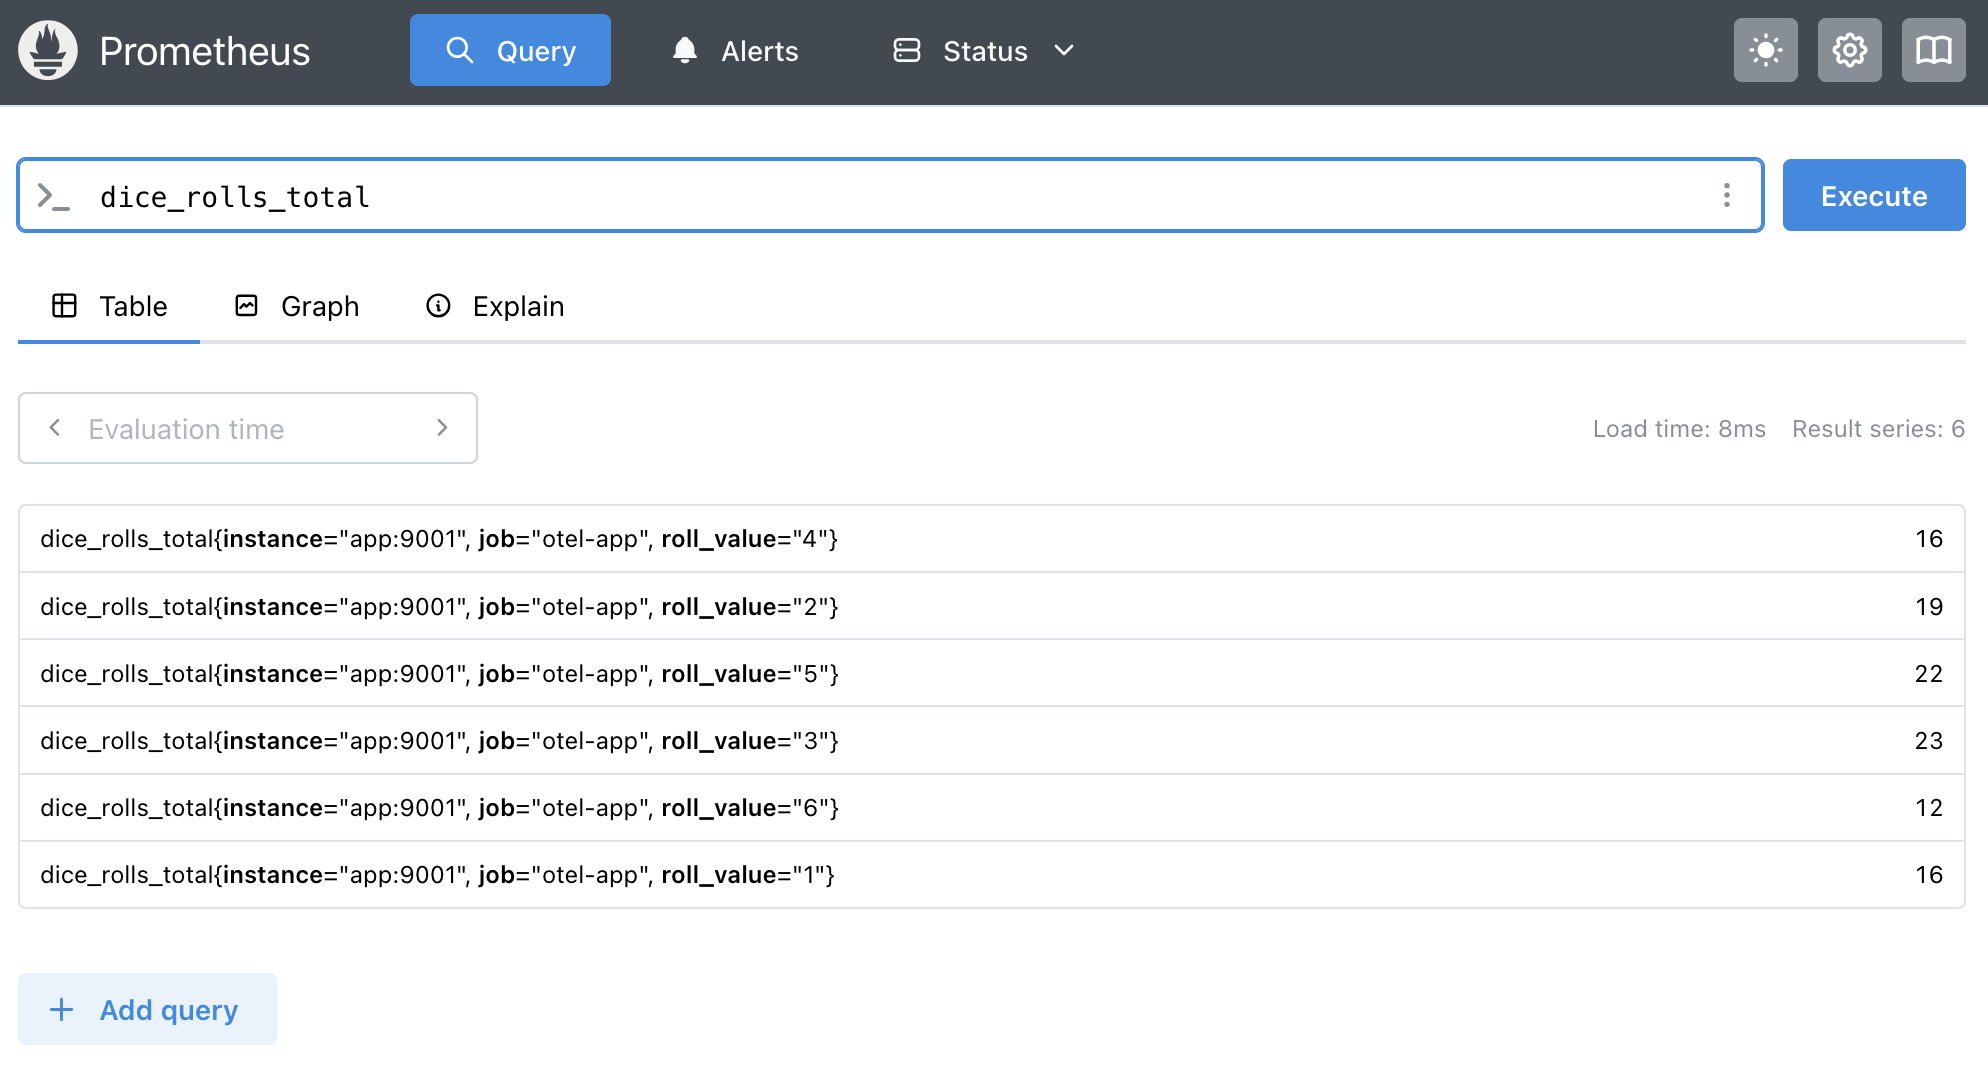 Prometheus Query Alerts Status
dice_rolls_total Execute
Table Graph Explain
Evaluation time Load time: 8ms Result series: 6
dice_rolls_total{instance="app:9001", job="otel-app", roll_value="4"} 16
dice_rolls_total{instance="app:9001", job="otel-app", roll_value="2"} 19
dice_rolls_total{instance="app:9001", job="otel-app", roll_value="5"} 22
dice_rolls_total{instance="app:9001", job="otel-app", roll_value="3"} 23
dice_rolls_total{instance="app:9001", job="otel-app", roll_value="6"} 12
dice_rolls_total{instance="app:9001", job="otel-app", roll_value="1"} 16
Add query